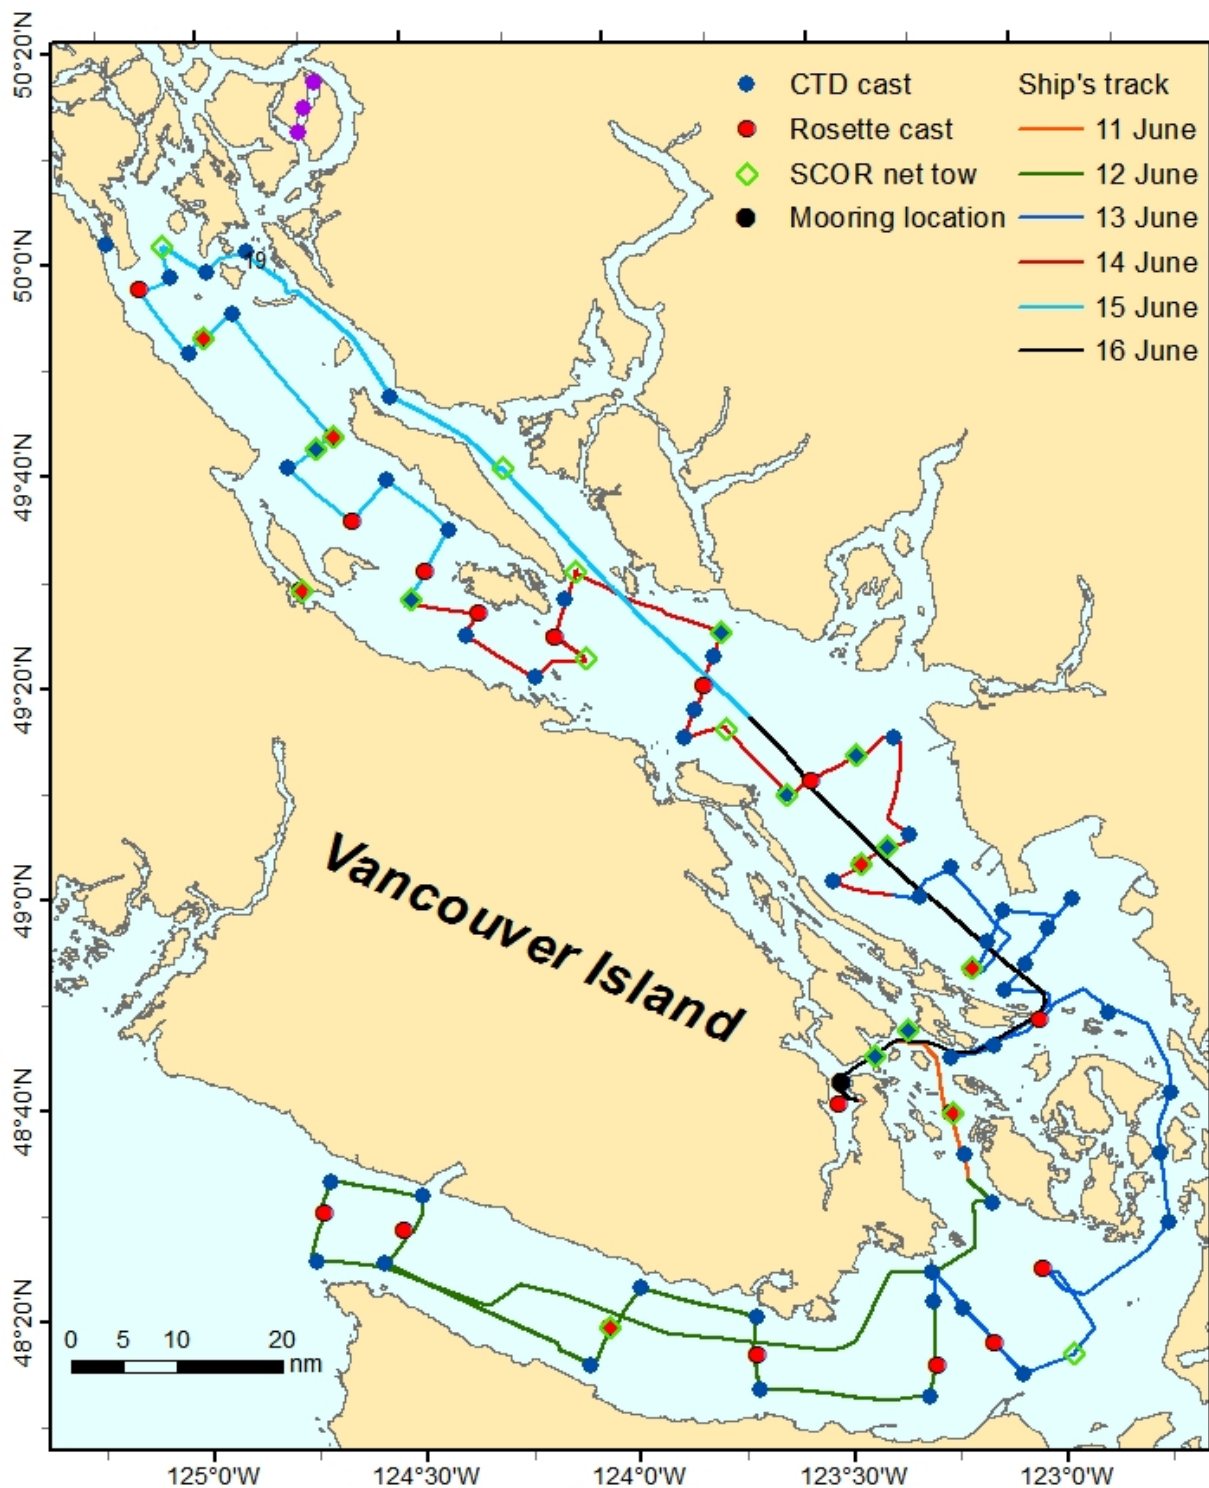 50°20'N
50°0'N
49°40'N
49°20'N
49°0'N
48°40'N
48°20'N
CTD cast
Rosette cast
SCOR net tow
Mooring location
Ship's track
11 June
12 June
13 June
14 June
15 June
16 June
19
Vancouver Island
0 5 10 20
nm
125°0'W 124°30'W 124°0'W 123°30'W 123°0'W